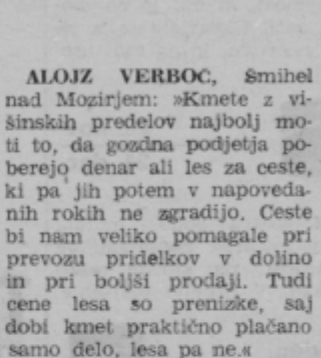 ALOJZ VERBOC, Šmihel
nad Mozirjem: »Kmete z vi-
šinskih predelov najbolj mo-
ti to, da gozdna podjetja po-
berejo denar ali les za ceste,
ki pa jih potem v napoveda-
nih rokih ne zgradijo. Ceste
bi nam veliko pomagale pri
prevozu pridelkov v dolino
in pri boljši prodaji. Tudi
cene lesa so prenizke, saj
dobi kmet praktično plačano
samo delo, lesa pa ne.«